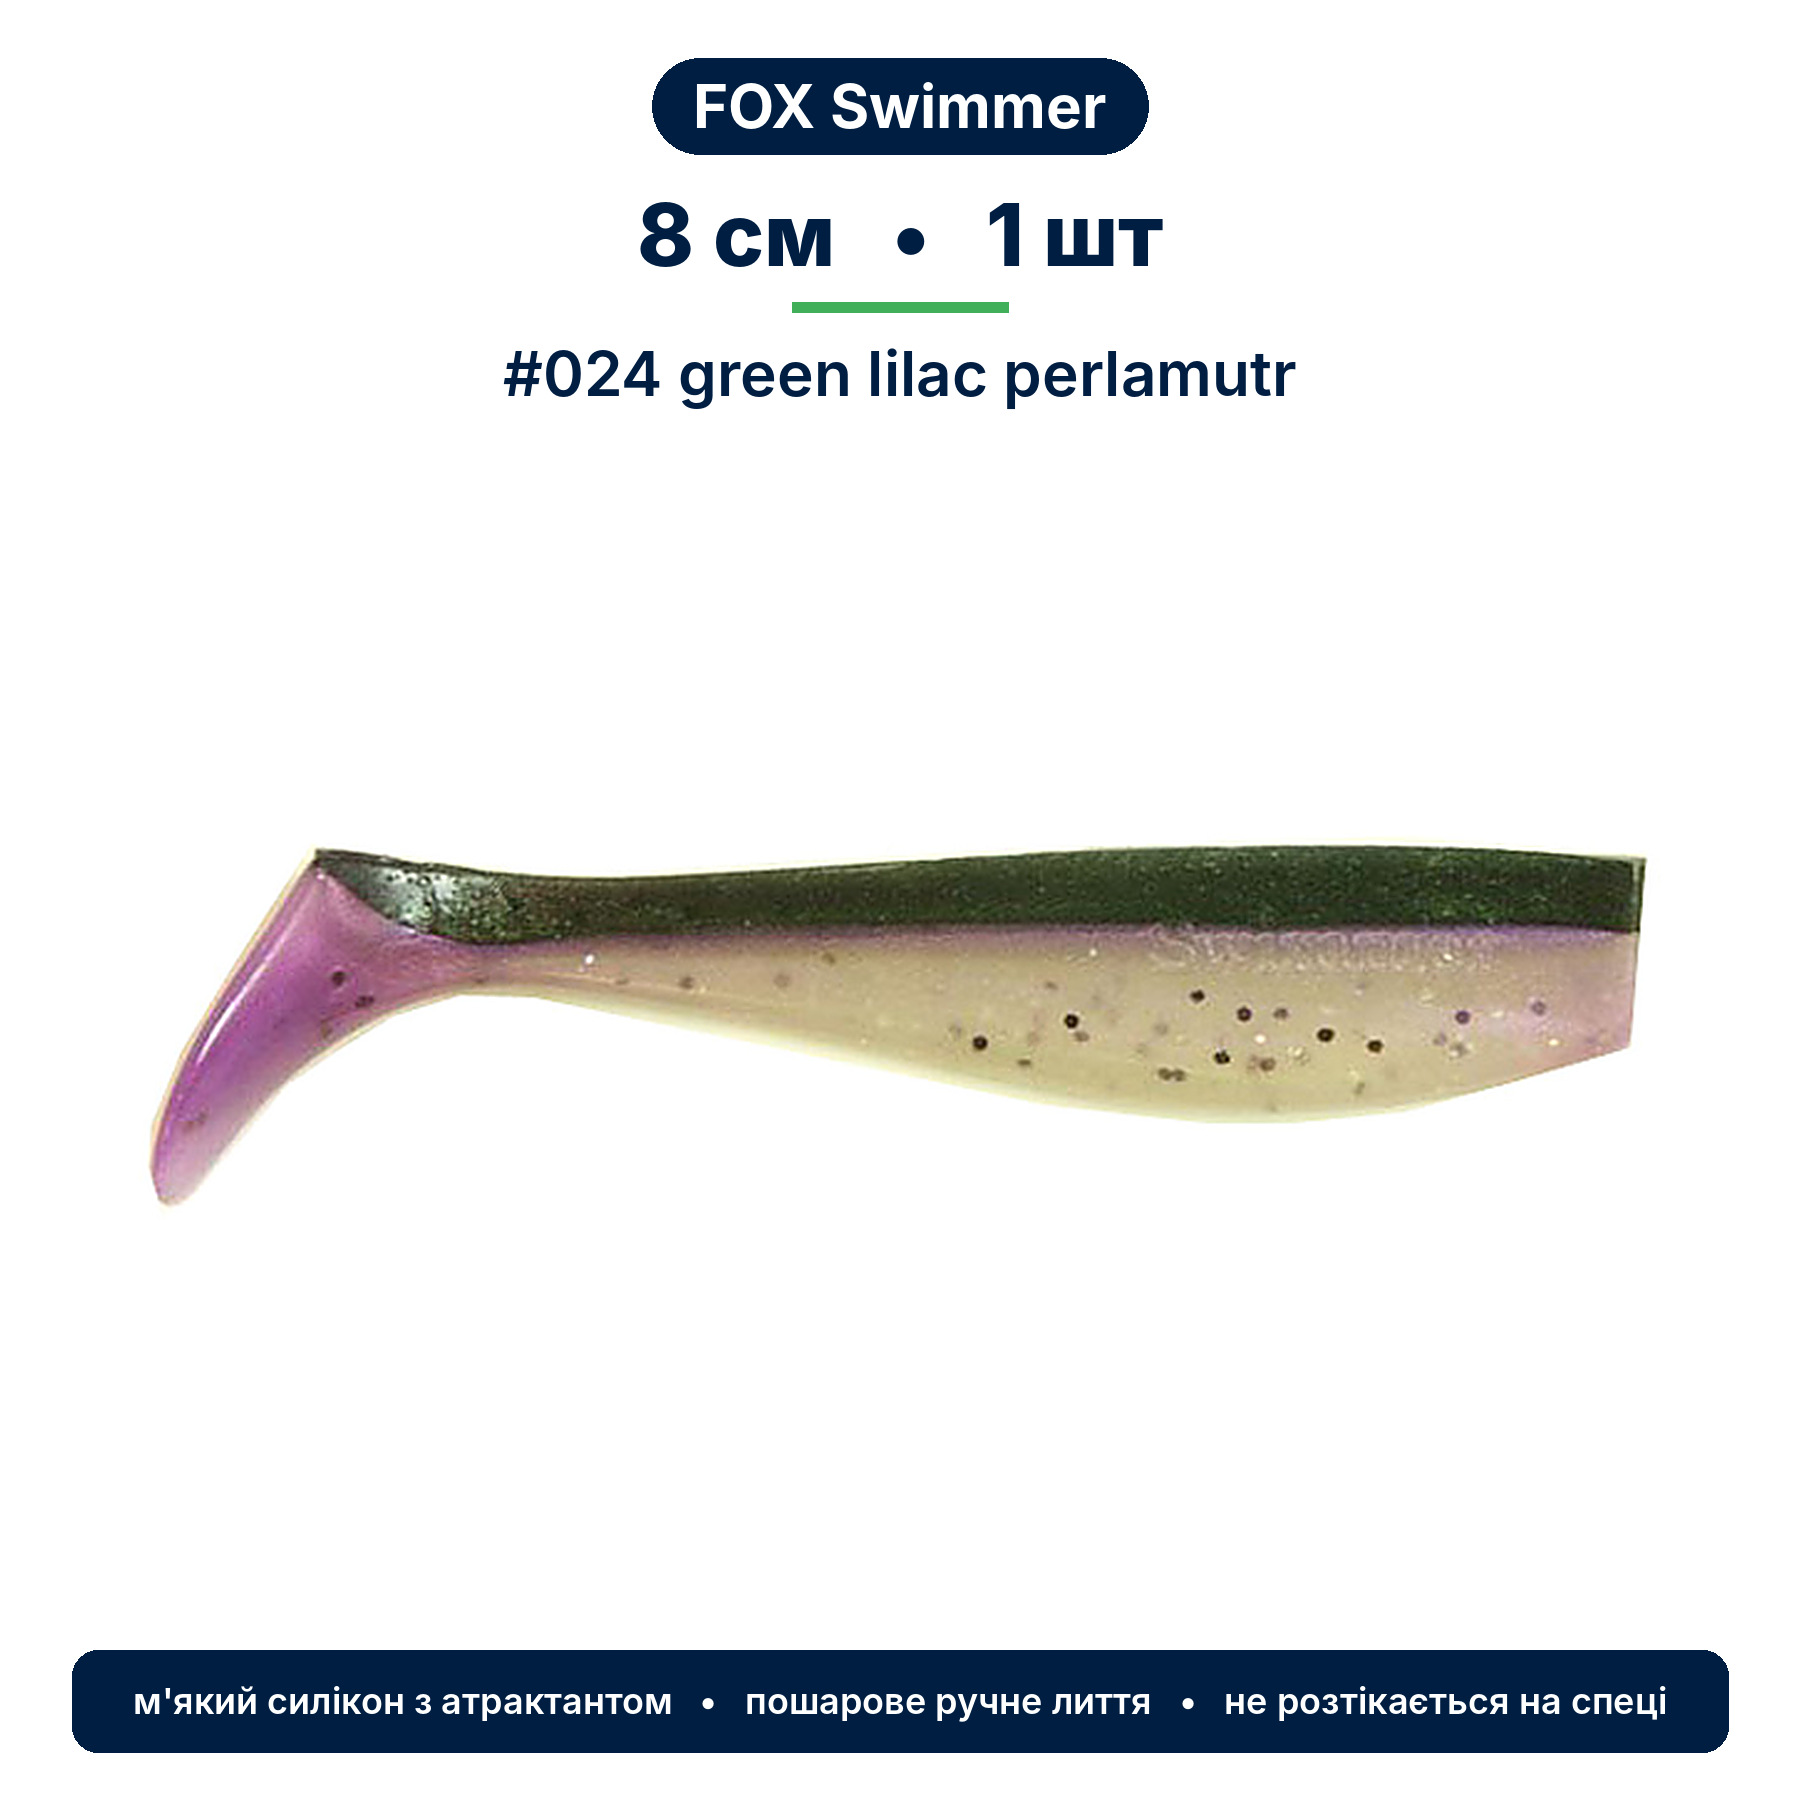 FOX Swimmer
8 см • 1 шт
#024 green lilac perlamutr
Swimmer
м'який силікон з атрактантом • пошарове ручне лиття • не розтікається на спеці